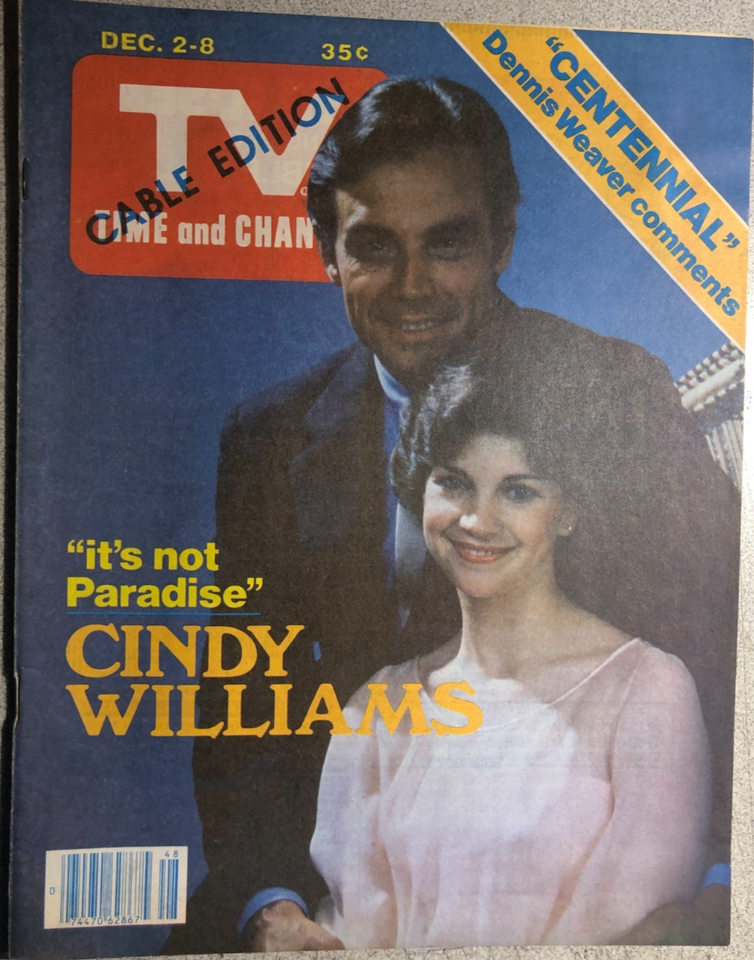 DEC. 2-8
35¢
TV
CABLE EDITION
TIME and CHAN
"CENTENNIAL"
Dennis Weaver comments
"it's not
Paradise"
CINDY
WILLIAMS
48
0
74470 62867